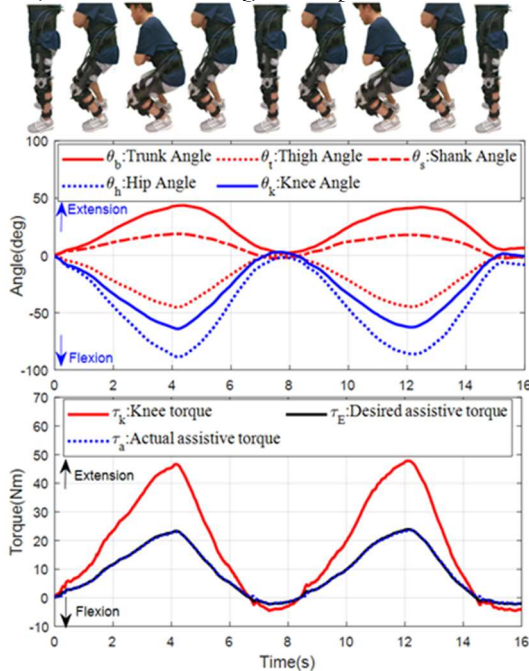 100
θb:Trunk Angle θt:Thigh Angle θs:Shank Angle
θh:Hip Angle θk:Knee Angle
50
Extension
Angle(deg)
0
-50
Flexion
-100
0 2 4 6 8 10 12 14 16
70
τk:Knee torque τE:Desired assistive torque
60
τa:Actual assistive torque
50
Extension
40
30
Torque(Nm)
20
10
0
Flexion
-10
0 2 4 6 8 10 12 14 16
Time(s)